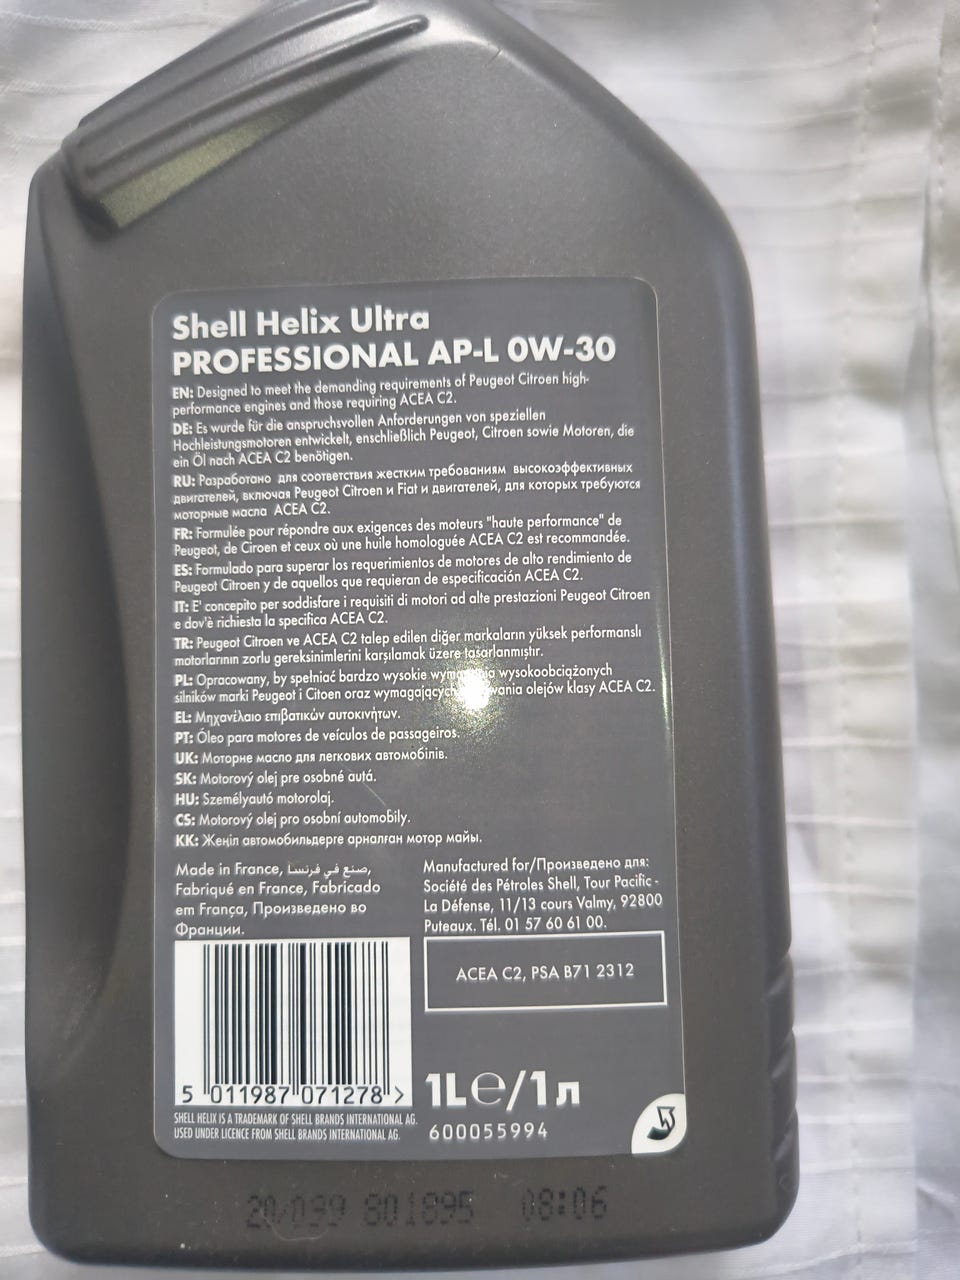 Shell Helix Ultra
PROFESSIONAL AP-L 0W-30
EN: Designed to meet the demanding requirements of Peugeot Citroen high-
performance engines and those requiring ACEA C2.
DE: Es wurde für die anspruchsvollen Anforderungen von speziellen
Hochleistungsmotoren entwickelt, enschließlich Peugeot, Citroen sowie Motoren, die
ein Öl nach ACEA C2 benötigen.
RU: Разработано для соответствия жестким требованиям высокоэффективных
двигателей, включая Peugeot Citroen и Fiat и двигателей, для которых требуются
моторные масла ACEA C2.
FR: Formulée pour répondre aux exigences des moteurs "haute performance" de
Peugeot, de Ciroen et ceux où une huile homologuée ACEA C2 est recommandée.
ES: Formulado para superar los requerimientos de motores de alto rendimiento de
Peugeot Citroen y de aquellos que requieran de especificación ACEA C2.
IT: E' concepito per soddisfare i requisiti di motori ad alte prestazioni Peugeot Citroen
e dov'è richiesta la specifica ACEA C2.
TR: Peugeot Citroen ve ACEA C2 talep edilen diğer markaların yüksek performanslı
motorlarının zorlu gereksinimlerini karşılamak üzere tasarlanmıştır.
PL: Opracowany, by spełniać bardzo wysokie wysokoobciążonych
silników marki Peugeot i Citoen oraz wymagających olejów klasy ACEA C2.
EL: Μηχανέλαιο επιβατικών αυτοκινήτων.
PT: Óleo para motores de veículos de passageiros.
UK: Моторне масло для легкових автомобілів.
SK: Motorový olej pre osobné autá.
HU: Személyautó motorolaj.
CS: Motorový olej pro osobní automobily.
KK: Жеңіл автомобильдерге арналған мотор майы.
Made in France, صنع في فرنسا,
Fabriqué en France, Fabricado
em França, Произведено во
Франции.
Manufactured for/Произведено для:
Société des Pétroles Shell, Tour Pacific -
La Défense, 11/13 cours Valmy, 92800
Puteaux. Tél. 01 57 60 61 00.
ACEA C2, PSA B71 2312
5 011987 071278 >
SHELL HELIX IS A TRADEMARK OF SHELL BRANDS INTERNATIONAL AG.
USED UNDER LICENCE FROM SHELL BRANDS INTERNATIONAL AG.
1L℮/1л
600055994
801895 08:06